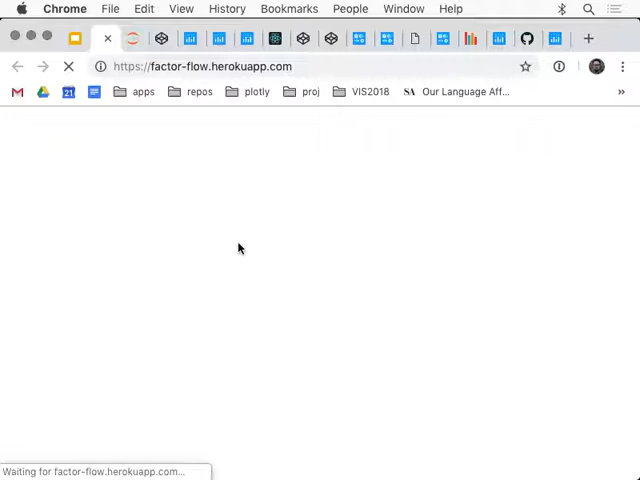 Chrome File Edit View History Bookmarks People Window Help
https://factor-flow.herokuapp.com
21 apps repos plotly proj VIS2018 SA Our Language Aff... »
Waiting for factor-flow.herokuapp.com...